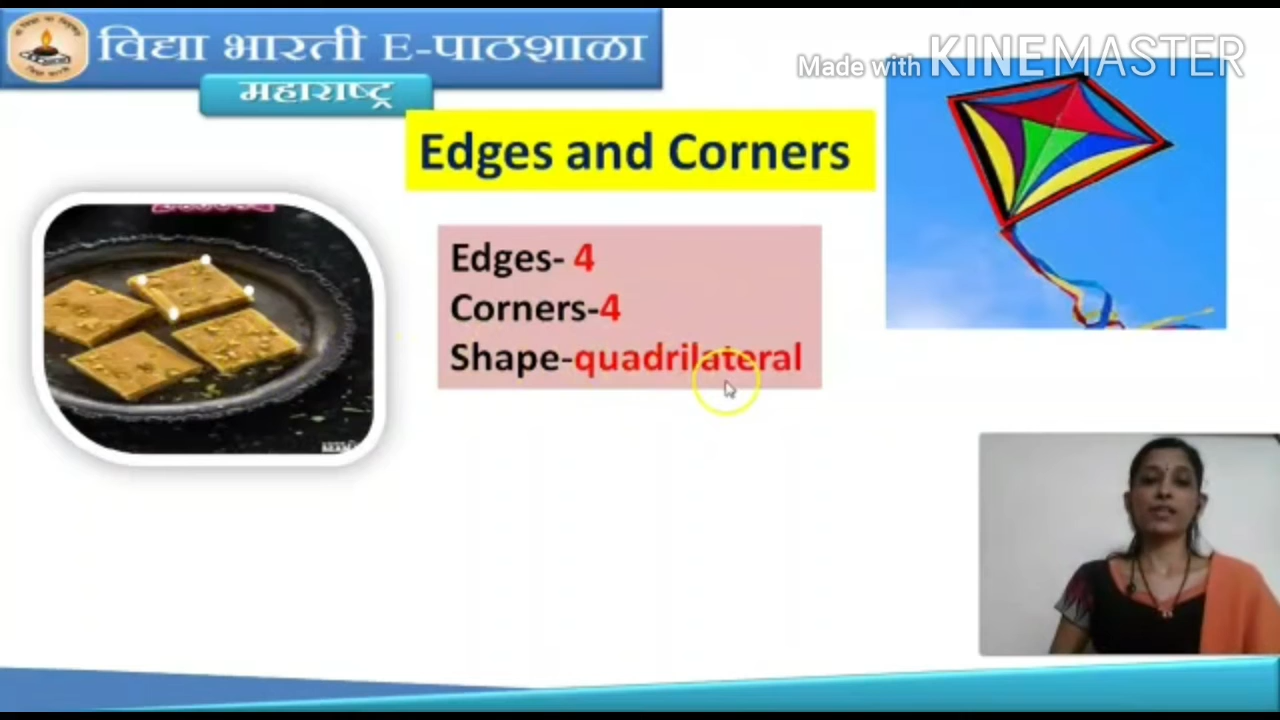 विद्या भारती E-पाठशाळा
महाराष्ट्र
Made with KINEMASTER
Edges and Corners
Edges- 4
Corners-4
Shape-quadrilateral